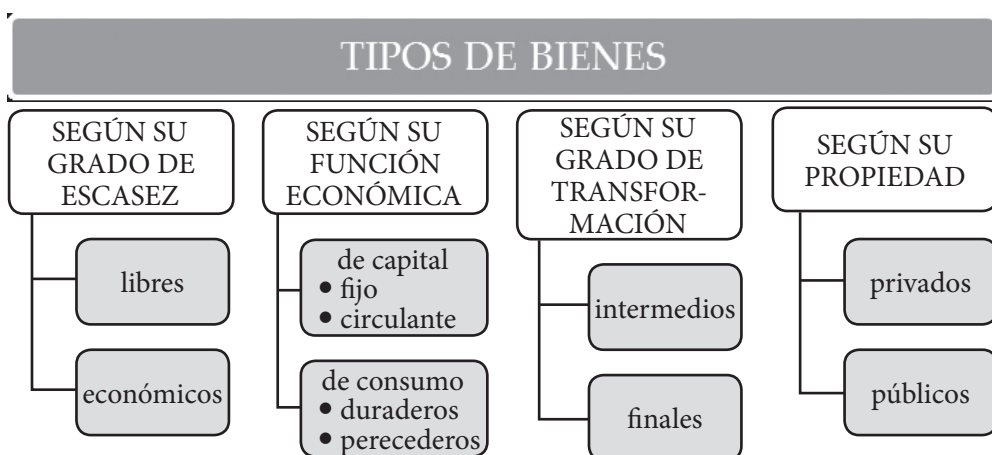 TIPOS DE BIENES
SEGÚN SU
GRADO DE
ESCASEZ
libres
económicos
SEGÚN SU
FUNCIÓN
ECONÓMICA
de capital
• fijo
• circulante
de consumo
• duraderos
• perecederos
SEGÚN SU
GRADO DE
TRANSFOR-
MACIÓN
intermedios
finales
SEGÚN SU
PROPIEDAD
privados
públicos